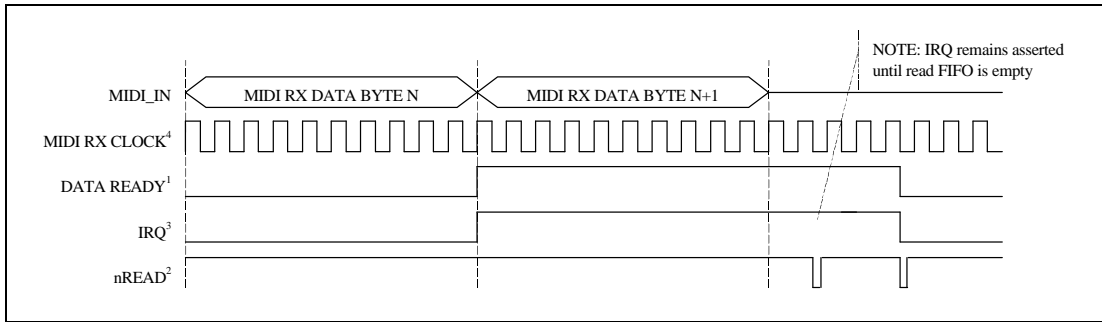 NOTE: IRQ remains asserted
until read FIFO is empty
MIDI_IN
MIDI RX DATA BYTE N
MIDI RX DATA BYTE N+1
MIDI RX CLOCK⁴
DATA READY¹
IRQ³
nREAD²